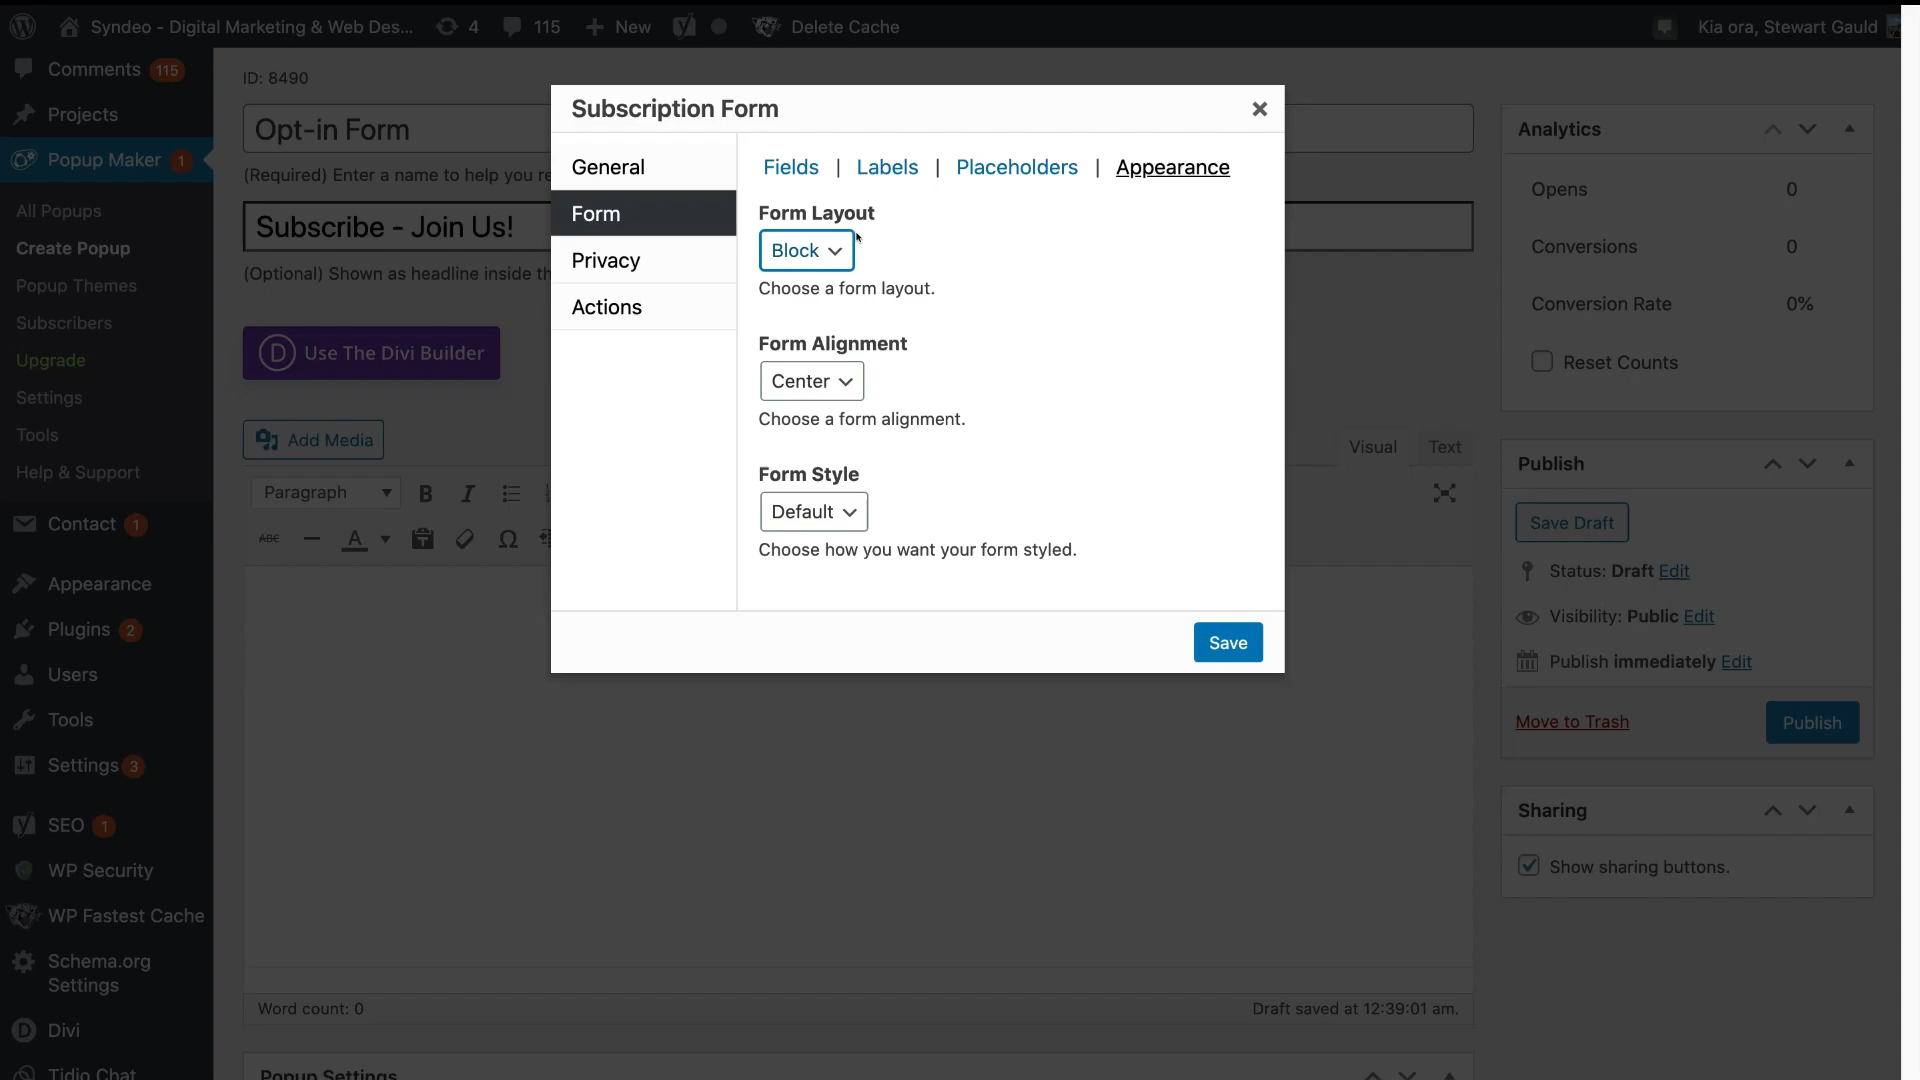 Syndeo - Digital Marketing & Web Des... 4 115 New Delete Cache Kia ora, Stewart Gauld
Comments 115
Projects
Popup Maker 1
All Popups
Create Popup
Popup Themes
Subscribers
Upgrade
Settings
Tools
Help & Support
Contact 1
Appearance
Plugins 2
Users
Tools
Settings 3
SEO 1
WP Security
WP Fastest Cache
Schema.org
Settings
Divi
Tidio Chat
ID: 8490
Opt-in Form
(Required) Enter a name to help you re
Subscribe - Join Us!
(Optional) Shown as headline inside th
Use The Divi Builder
Add Media
Visual Text
Paragraph B I
ABC A Ω
Word count: 0 Draft saved at 12:39:01 am.
Popup Settings
Subscription Form ×
General
Form
Privacy
Actions
Fields | Labels | Placeholders | Appearance
Form Layout
Block
Choose a form layout.
Form Alignment
Center
Choose a form alignment.
Form Style
Default
Choose how you want your form styled.
Save
Analytics
Opens 0
Conversions 0
Conversion Rate 0%
Reset Counts
Publish
Save Draft
Status: Draft Edit
Visibility: Public Edit
Publish immediately Edit
Move to Trash Publish
Sharing
Show sharing buttons.